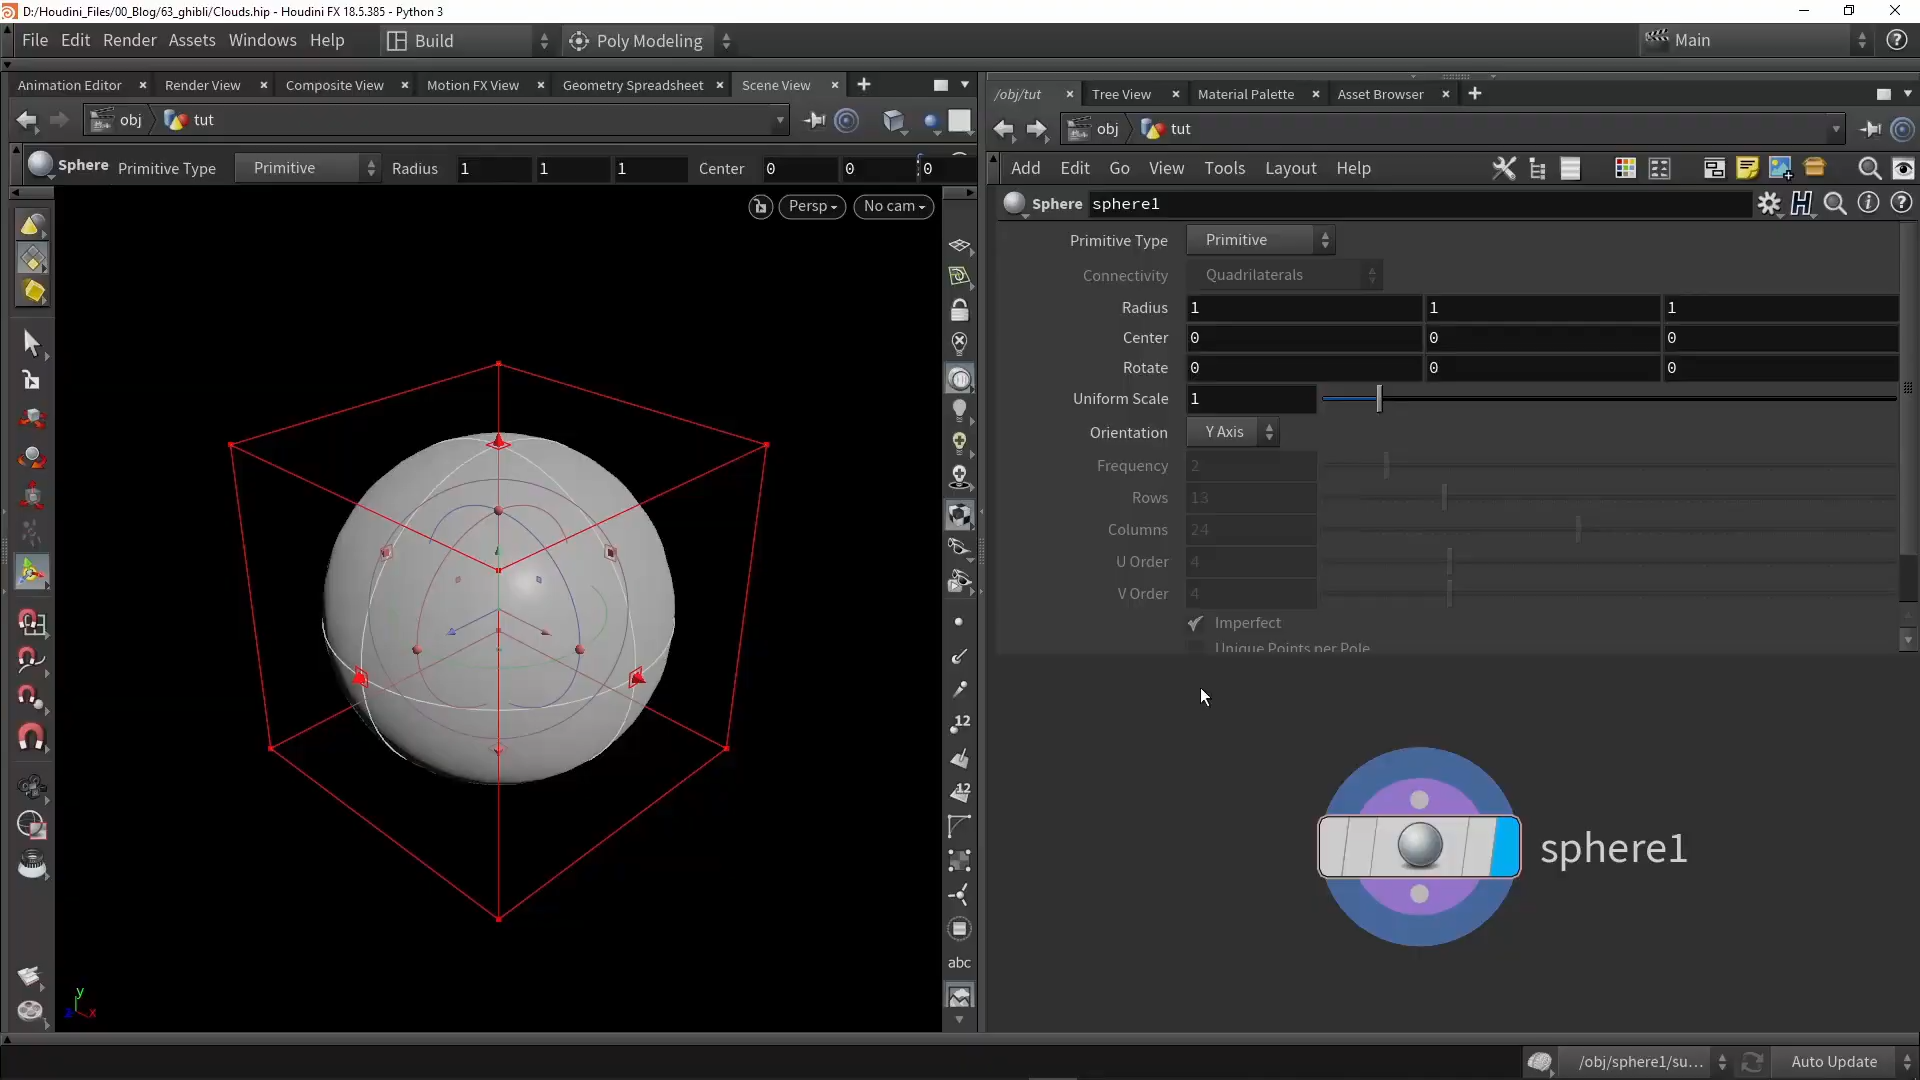 D:/Houdini_Files/00_Blog/63_ghibli/Clouds.hip - Houdini FX 18.5.385 - Python 3
File Edit Render Assets Windows Help Build Poly Modeling Main
Animation Editor Render View Composite View Motion FX View Geometry Spreadsheet Scene View
/obj/tut Tree View Material Palette Asset Browser
obj tut
obj tut
Sphere Primitive Type Primitive Radius 1 1 1 Center 0 0 0
Add Edit Go View Tools Layout Help
Persp No cam
Sphere sphere1
Primitive Type Primitive
Connectivity Quadrilaterals
Radius 1 1 1
Center 0 0 0
Rotate 0 0 0
Uniform Scale 1
Orientation Y Axis
Frequency 2
Rows 13
Columns 24
U Order 4
V Order 4
Imperfect
Unique Points per Pole
12
12
abc
sphere1
y
z x
/obj/sphere1/su... Auto Update